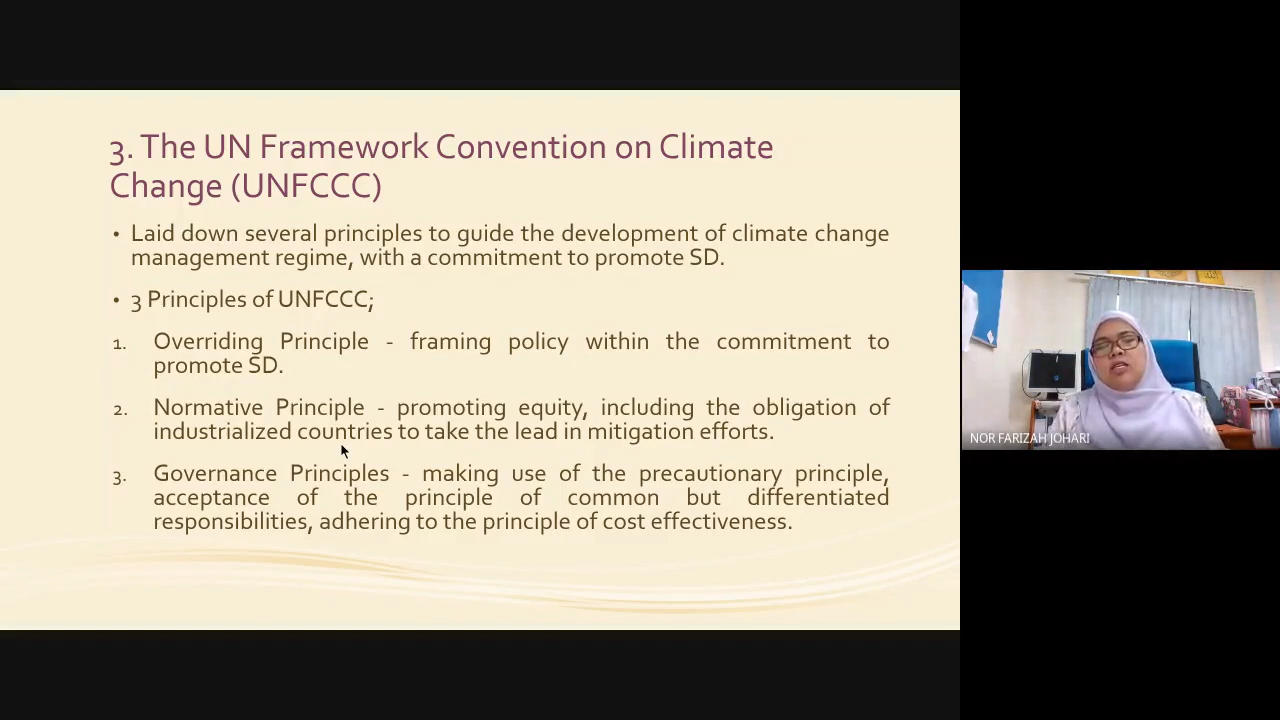 3. The UN Framework Convention on Climate
Change (UNFCCC)
• Laid down several principles to guide the development of climate change
management regime, with a commitment to promote SD.
• 3 Principles of UNFCCC;
1. Overriding Principle - framing policy within the commitment to
promote SD.
2. Normative Principle - promoting equity, including the obligation of
industrialized countries to take the lead in mitigation efforts.
3. Governance Principles - making use of the precautionary principle,
acceptance of the principle of common but differentiated
responsibilities, adhering to the principle of cost effectiveness.
NOR FARIZAH JOHARI